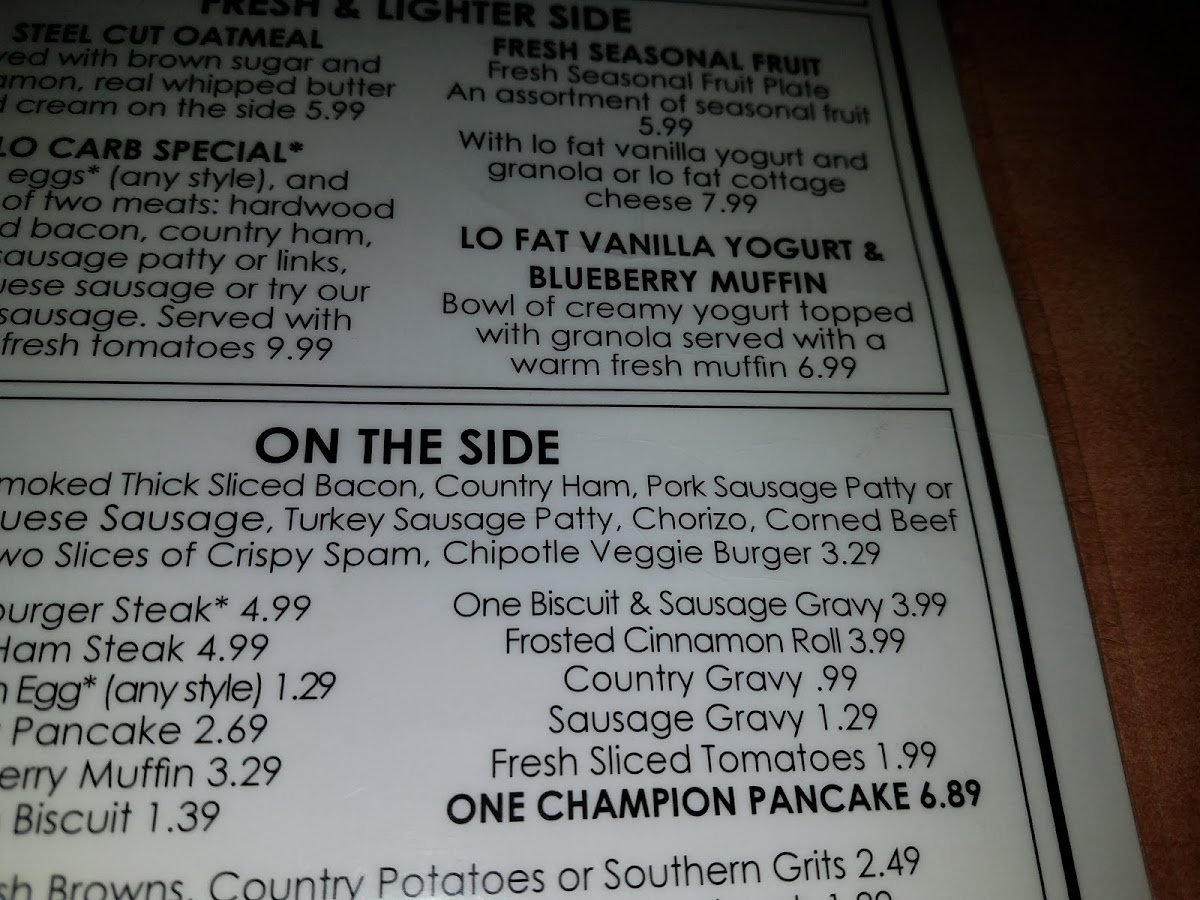 FRESH & LIGHTER SIDE
STEEL CUT OATMEAL
with brown sugar and
real whipped butter
cream on the side 5.99
LO CARB SPECIAL*
eggs* (any style), and
of two meats: hardwood
bacon, country ham,
sausage patty or links,
sausage or try our
sausage. Served with
fresh tomatoes 9.99
FRESH SEASONAL FRUIT
Fresh Seasonal Fruit Plate
An assortment of seasonal fruit
5.99
With lo fat vanilla yogurt and
granola or lo fat cottage
cheese 7.99
LO FAT VANILLA YOGURT &
BLUEBERRY MUFFIN
Bowl of creamy yogurt topped
with granola served with a
warm fresh muffin 6.99
ON THE SIDE
moked Thick Sliced Bacon, Country Ham, Pork Sausage Patty or
uese Sausage, Turkey Sausage Patty, Chorizo, Corned Beef
wo Slices of Crispy Spam, Chipotle Veggie Burger 3.29
burger Steak* 4.99
Ham Steak 4.99
Egg* (any style) 1.29
Pancake 2.69
erry Muffin 3.29
Biscuit 1.39
One Biscuit & Sausage Gravy 3.99
Frosted Cinnamon Roll 3.99
Country Gravy .99
Sausage Gravy 1.29
Fresh Sliced Tomatoes 1.99
ONE CHAMPION PANCAKE 6.89
sh Browns, Country Potatoes or Southern Grits 2.49